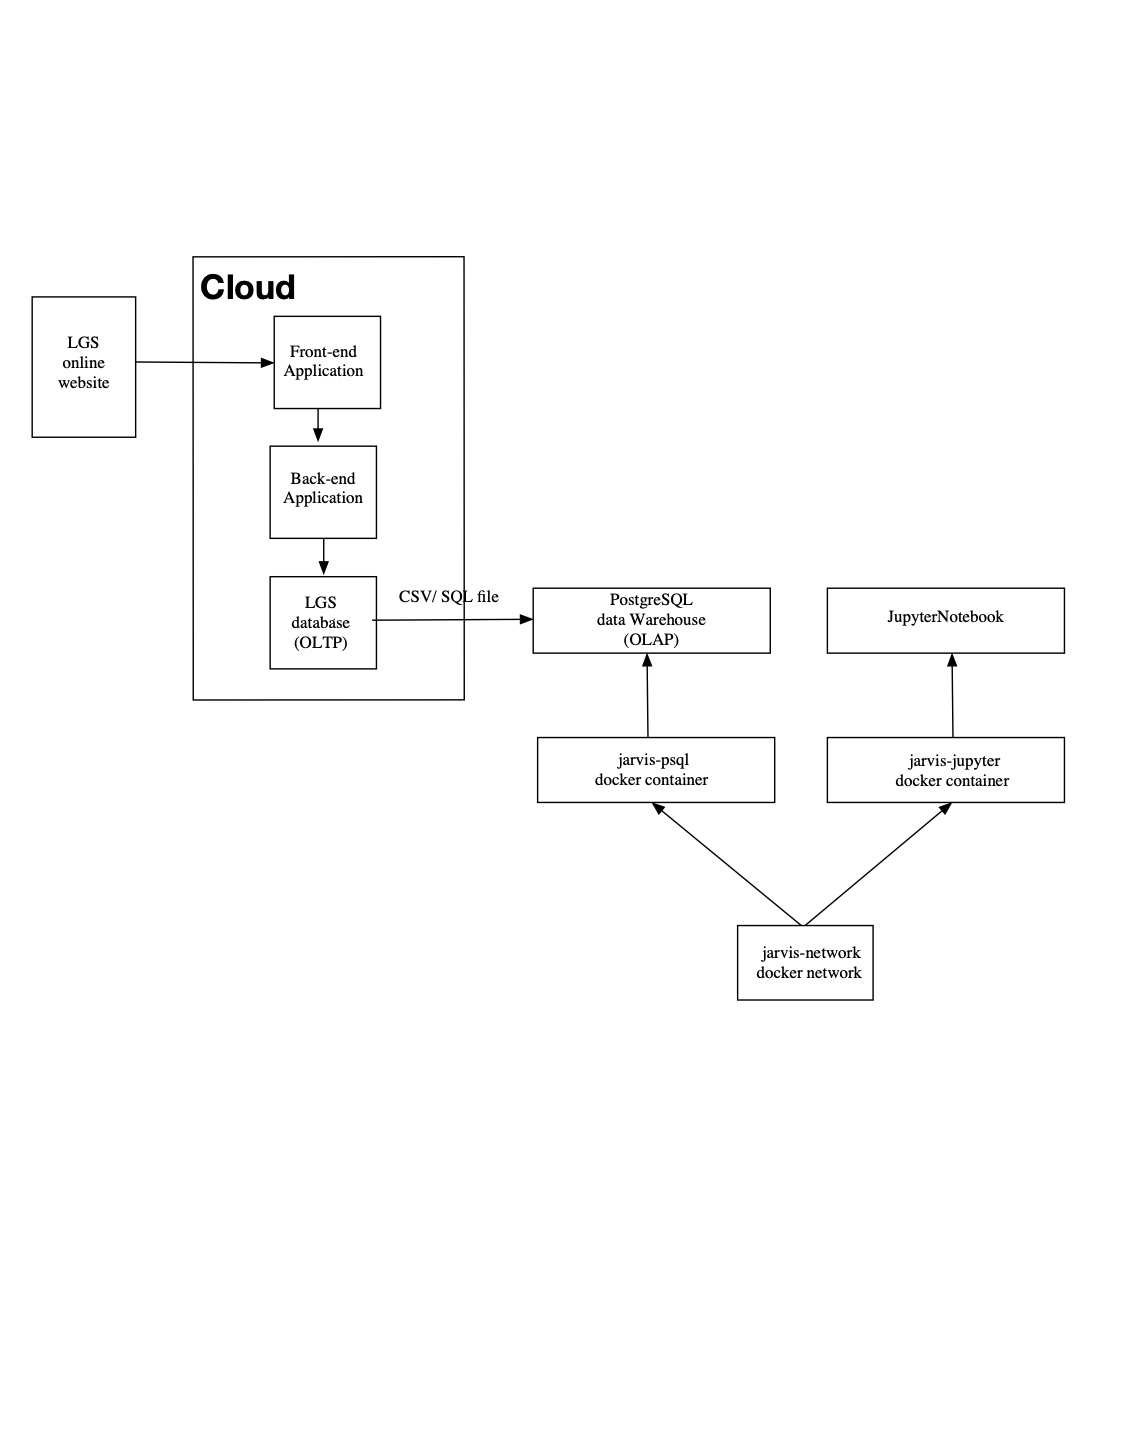 Cloud
LGS
online
website
Front-end
Application
Back-end
Application
LGS
database
(OLTP)
CSV/ SQL file
PostgreSQL
data Warehouse
(OLAP)
JupyterNotebook
jarvis-psql
docker container
jarvis-jupyter
docker container
jarvis-network
docker network